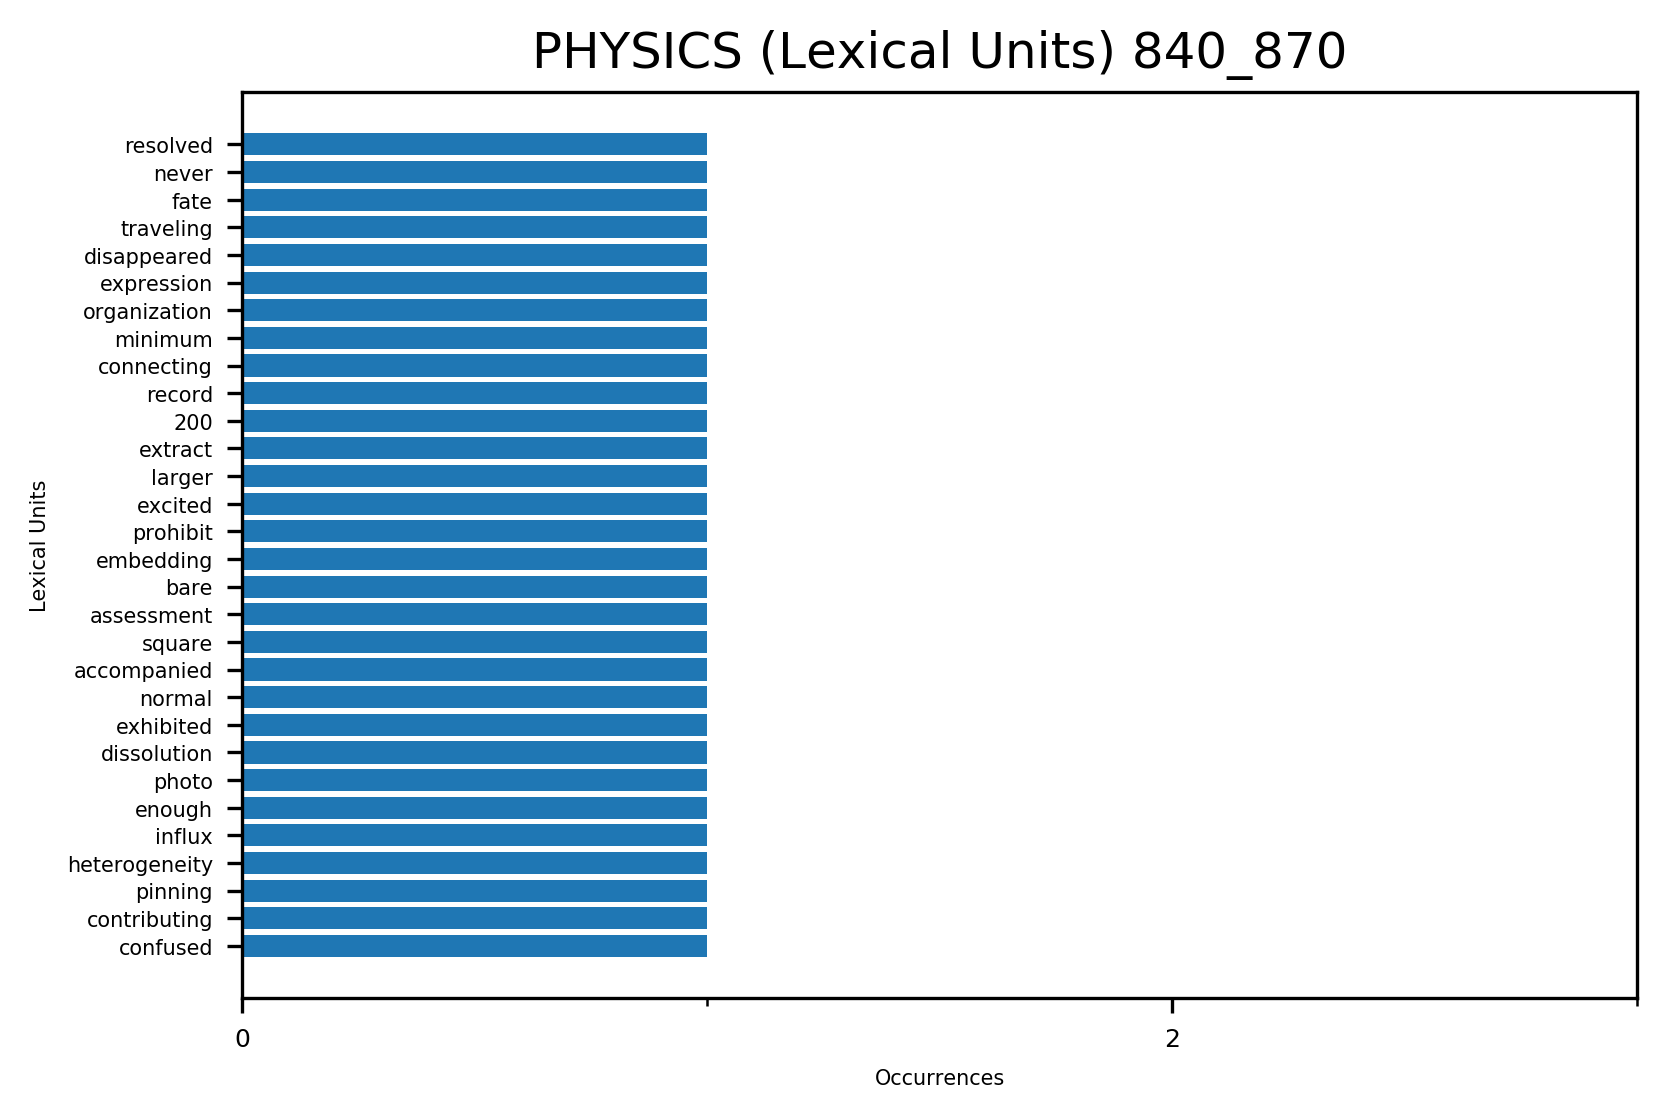 PHYSICS (Lexical Units) 840_870
resolved
never
fate
traveling
disappeared
expression
organization
minimum
connecting
record
200
extract
larger
excited
prohibit
embedding
bare
assessment
square
accompanied
normal
exhibited
dissolution
photo
enough
influx
heterogeneity
pinning
contributing
confused
Lexical Units
0 2
Occurrences